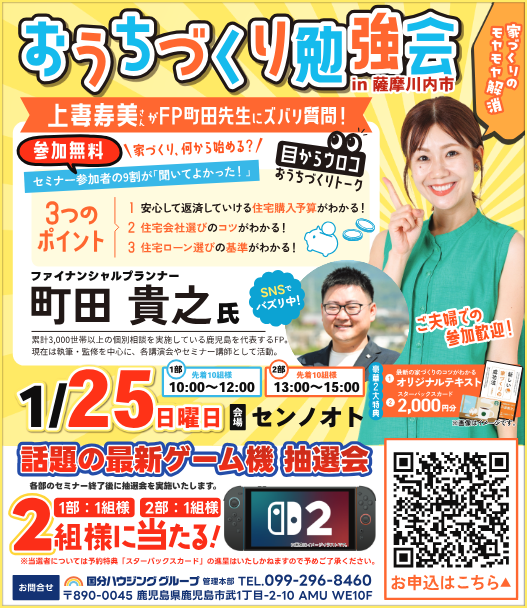 おうちづくり勉強会
in 薩摩川内市
家づくりの
モヤモヤ解消
上妻寿美さんがFP町田先生にズバリ質問！
参加無料
家づくり、何から始める？
目からウロコ
おうちづくりトーク
セミナー参加者の9割が「聞いてよかった！」
3つの
ポイント
1 安心して返済していける住宅購入予算がわかる！
2 住宅会社選びのコツがわかる！
3 住宅ローン選びの基準がわかる！
ファイナンシャルプランナー
町田 貴之氏
SNSで
バズり中！
累計3,000世帯以上の個別相談を実施している鹿児島を代表するFP。
現在は執筆・監修を中心に、各講演会やセミナー講師として活動。
ご夫婦での
参加歓迎！
1/25日曜日
1部 先着10組様
10:00〜12:00
2部 先着10組様
13:00〜15:00
会場 センノオト
豪華2大特典
1 最新の家づくりのコツがわかる
オリジナルテキスト
2 スターバックスカード
2,000円分
※画像はイメージです。
話題の最新ゲーム機 抽選会
各部のセミナー終了後に抽選会を実施いたします。
1部：1組様 2部：1組様
2組様に当たる！
2
※当選者については予約特典「スターバックスカード」の進呈はいたしかねますので予めご了承ください。
お申込はこちら▲
お問合せ
国分ハウジンググループ 管理本部 TEL.099-296-8460
〒890-0045 鹿児島県鹿児島市武1丁目-2-10 AMU WE10F